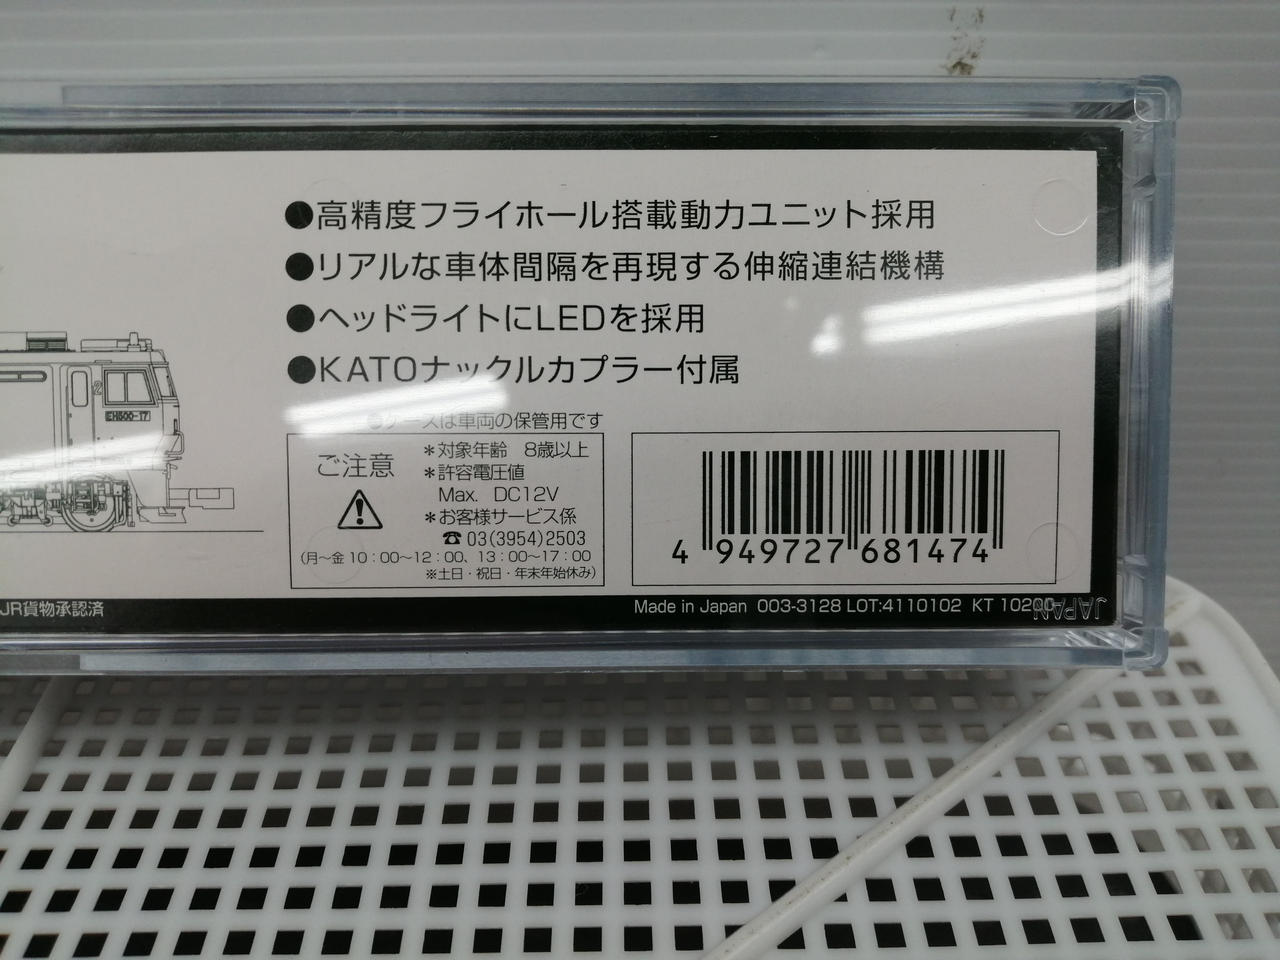 ●高精度フライホール搭載動力ユニット採用
●リアルな車体間隔を再現する伸縮連結機構
●ヘッドライトにLEDを採用
●KATOナックルカプラー付属
●ケースは車両の保管用です
ご注意
＊対象年齢 8歳以上
＊許容電圧値
Max. DC12V
＊お客様サービス係
☎03(3954)2503
(月〜金 10：00〜12：00、13：00〜17：00
※土日・祝日・年末年始休み)
EH500-17
4 949727 681474
JR貨物承認済
Made in Japan 003-3128 LOT:4110102 KT 10200
JAPAN